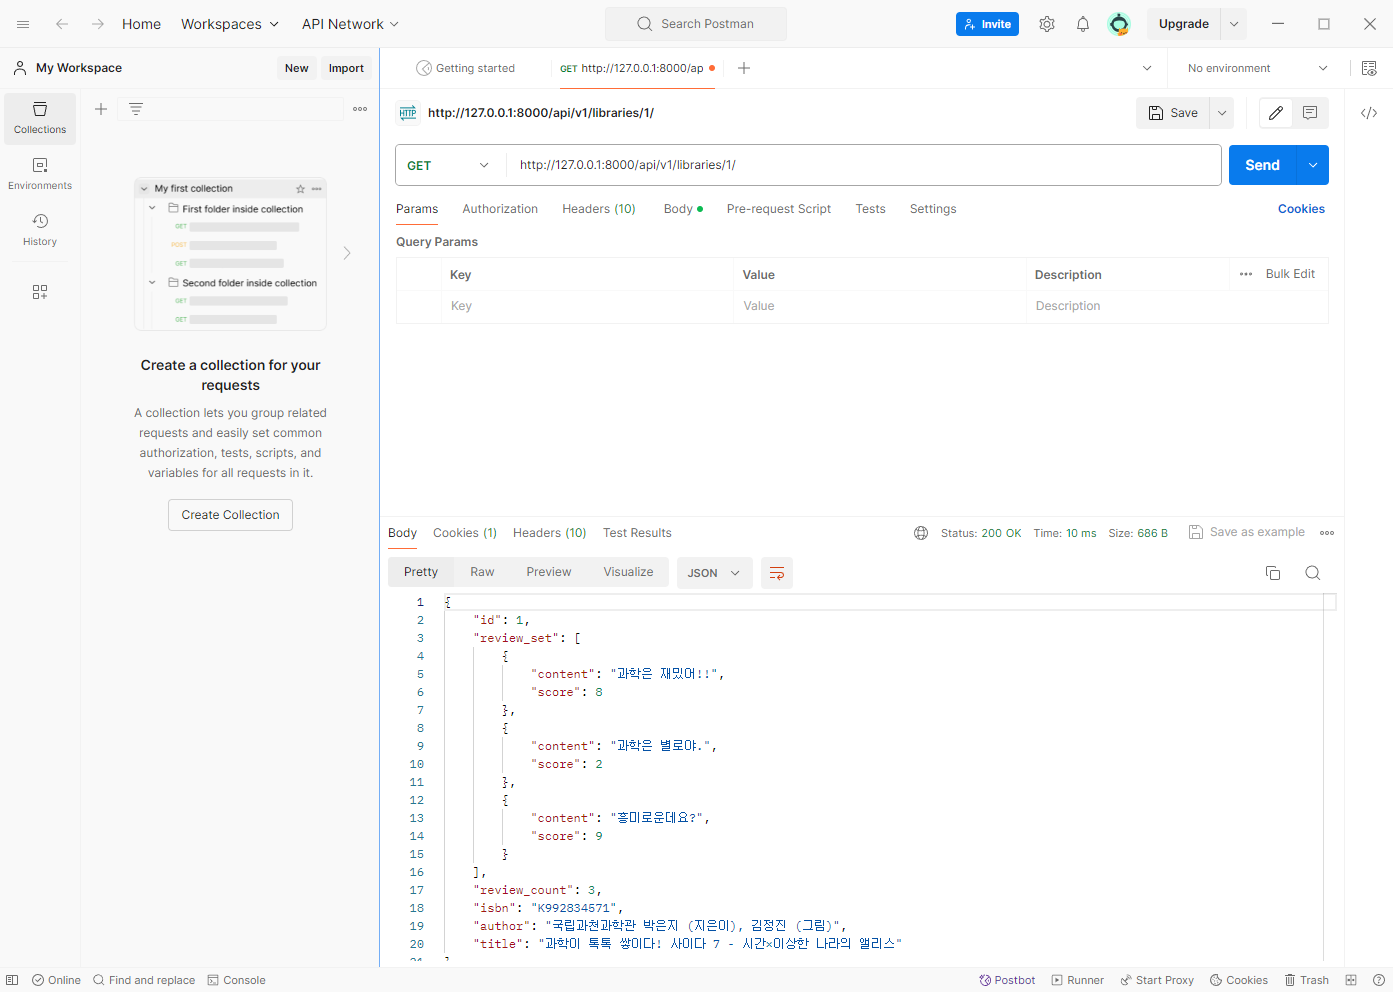 Home Workspaces API Network Search Postman Invite Upgrade
My Workspace New Import Getting started GET http://127.0.0.1:8000/ap No environment
Collections
Environments
History
My first collection
First folder inside collection
GET
POST
GET
Second folder inside collection
GET
GET
Create a collection for your
requests
A collection lets you group related
requests and easily set common
authorization, tests, scripts, and
variables for all requests in it.
Create Collection
HTTP http://127.0.0.1:8000/api/v1/libraries/1/ Save
GET http://127.0.0.1:8000/api/v1/libraries/1/ Send
Params Authorization Headers (10) Body Pre-request Script Tests Settings Cookies
Query Params
Key Value Description Bulk Edit
Key Value Description
Body Cookies (1) Headers (10) Test Results Status: 200 OK Time: 10 ms Size: 686 B Save as example
Pretty Raw Preview Visualize JSON
1 {
2 "id": 1,
3 "review_set": [
4 {
5 "content": "과학은 재밌어!!",
6 "score": 8
7 },
8 {
9 "content": "과학은 별로야.",
10 "score": 2
11 },
12 {
13 "content": "흥미로운데요?",
14 "score": 9
15 }
16 ],
17 "review_count": 3,
18 "isbn": "K992834571",
19 "author": "국립과천과학관 박은지 (지은이), 김정진 (그림)",
20 "title": "과학이 톡톡 쌓이다! 사이다 7 - 시간×이상한 나라의 앨리스"
21 }
Online Find and replace Console Postbot Runner Start Proxy Cookies Trash